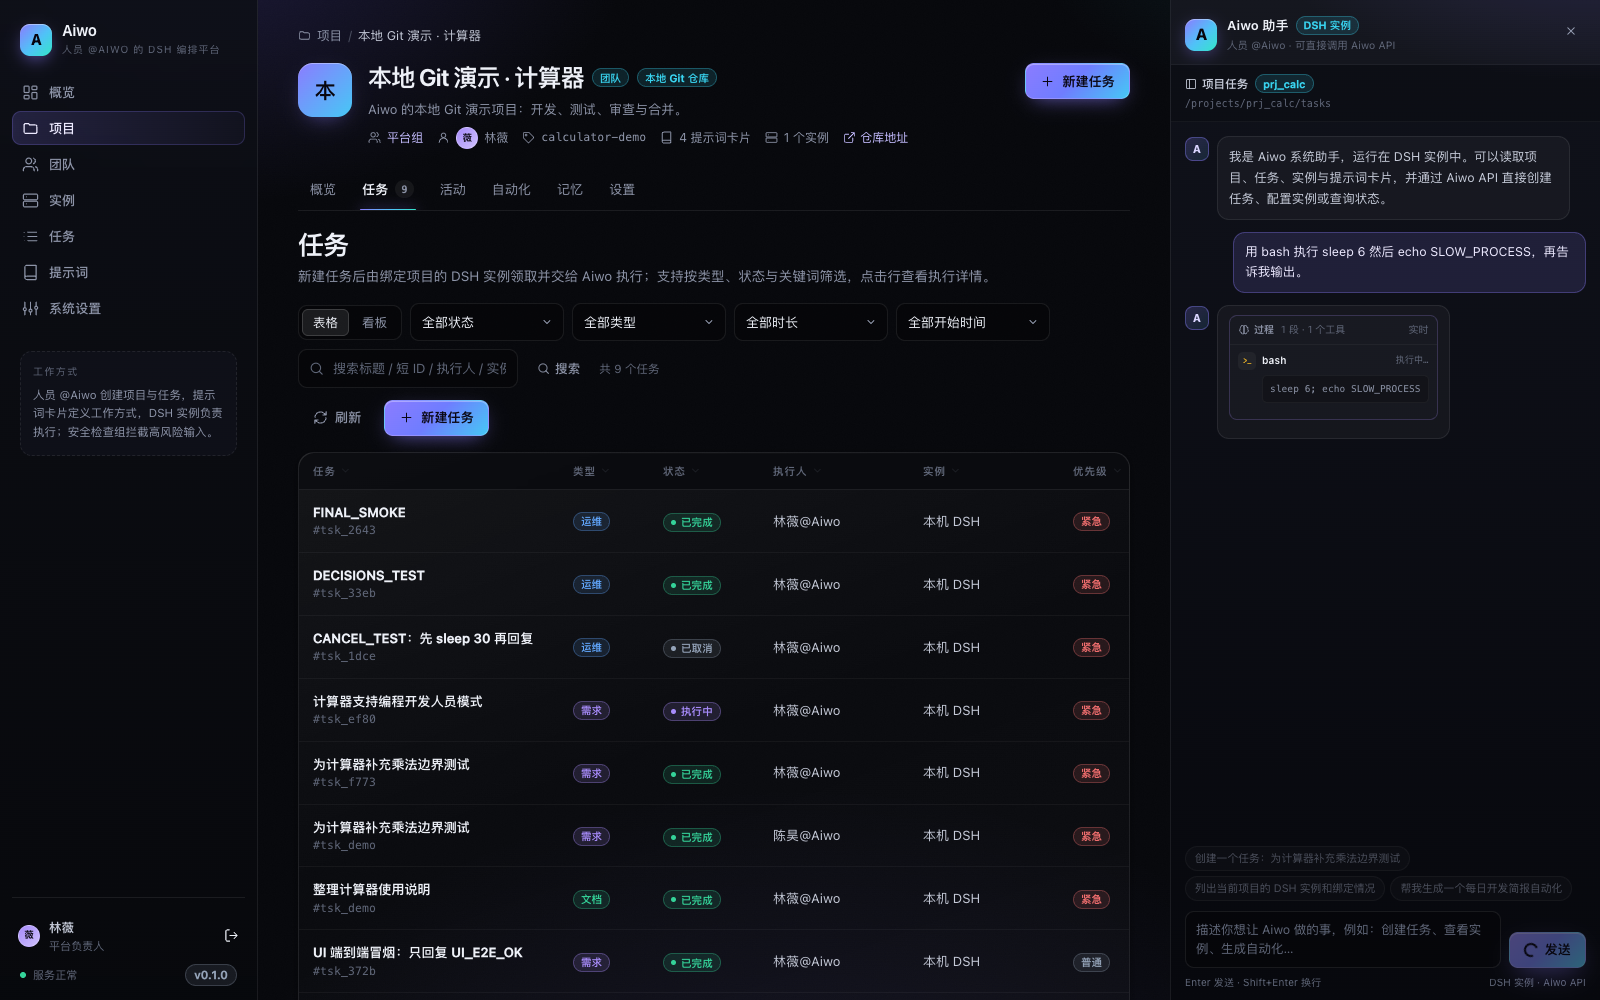 A
Aiwo
人员 @AIWO 的 DSH 编排平台
概览
项目
团队
实例
任务
提示词
系统设置
工作方式
人员 @Aiwo 创建项目与任务，提示
词卡片定义工作方式，DSH 实例负责
执行；安全检查组拦截高风险输入。
薇
林薇
平台负责人
服务正常
v0.1.0
项目 / 本地 Git 演示 · 计算器
本
本地 Git 演示 · 计算器
团队
本地 Git 仓库
Aiwo 的本地 Git 演示项目：开发、测试、审查与合并。
平台组
薇
林薇
calculator-demo
4 提示词卡片
1 个实例
仓库地址
新建任务
概览
任务 9
活动
自动化
记忆
设置
任务
新建任务后由绑定项目的 DSH 实例领取并交给 Aiwo 执行；支持按类型、状态与关键词筛选，点击行查看执行详情。
表格
看板
全部状态
全部类型
全部时长
全部开始时间
搜索标题 / 短 ID / 执行人 / 实例
搜索
共 9 个任务
刷新
新建任务
任务 类型 状态 执行人 实例 优先级
FINAL_SMOKE
#tsk_2643
运维 已完成 林薇@Aiwo 本机 DSH 紧急
DECISIONS_TEST
#tsk_33eb
运维 已完成 林薇@Aiwo 本机 DSH 紧急
CANCEL_TEST：先 sleep 30 再回复
#tsk_1dce
运维 已取消 林薇@Aiwo 本机 DSH 紧急
计算器支持编程开发人员模式
#tsk_ef80
需求 执行中 林薇@Aiwo 本机 DSH 紧急
为计算器补充乘法边界测试
#tsk_f773
需求 已完成 林薇@Aiwo 本机 DSH 紧急
为计算器补充乘法边界测试
#tsk_demo
需求 已完成 陈昊@Aiwo 本机 DSH 紧急
整理计算器使用说明
#tsk_demo
文档 已完成 林薇@Aiwo 本机 DSH 紧急
UI 端到端冒烟：只回复 UI_E2E_OK
#tsk_372b
需求 已完成 林薇@Aiwo 本机 DSH 普通
A
Aiwo 助手
DSH 实例
人员 @Aiwo · 可直接调用 Aiwo API
项目任务 prj_calc
/projects/prj_calc/tasks
A
我是 Aiwo 系统助手，运行在 DSH 实例中。可以读取项
目、任务、实例与提示词卡片，并通过 Aiwo API 直接创建
任务、配置实例或查询状态。
用 bash 执行 sleep 6 然后 echo SLOW_PROCESS，再告
诉我输出。
A
过程 1 段 · 1 个工具 实时
bash 执行中…
sleep 6; echo SLOW_PROCESS
创建一个任务：为计算器补充乘法边界测试
列出当前项目的 DSH 实例和绑定情况
帮我生成一个每日开发简报自动化
描述你想让 Aiwo 做的事，例如：创建任务、查看实
例、生成自动化…
发送
Enter 发送 · Shift+Enter 换行
DSH 实例 · Aiwo API